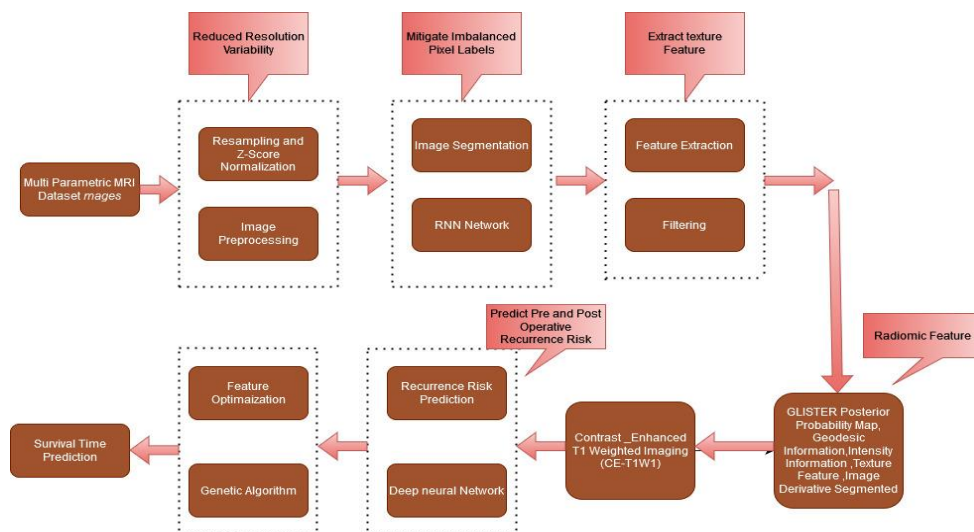 Reduced Resolution
Variability
Mitigate Imbalanced
Pixel Labels
Extract texture
Feature
Multi Parametric MRI
Dataset mages
Resampling and
Z-Score
Normalization
Image
Preprocessing
Image Segmentation
RNN Network
Feature Extraction
Filtering
Radiomic Feature
GLISTER Posterior
Probability Map,
Geodesic
Information,Intensity
Information ,Texture
Feature ,Image
Derivative Segmented
Contrast _Enhanced
T1 Weighted Imaging
(CE-T1W1)
Predict Pre and Post
Operative
Recurrence Risk
Recurrence Risk
Prediction
Deep neural Network
Feature
Optimaization
Genetic Algorithm
Survival Time
Prediction